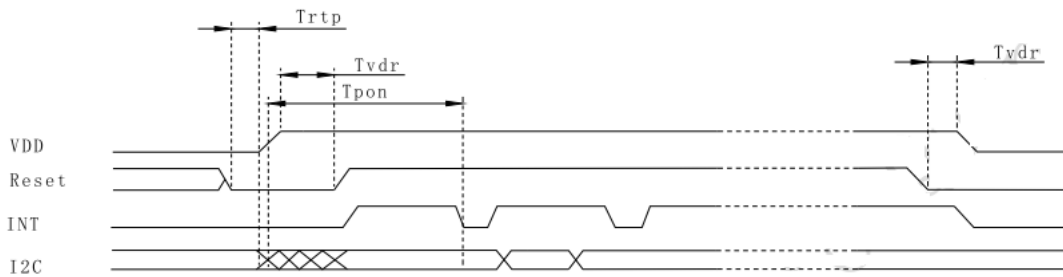 Trtp
Tvdr
Tvdr
Tpon
VDD
Reset
INT
I2C